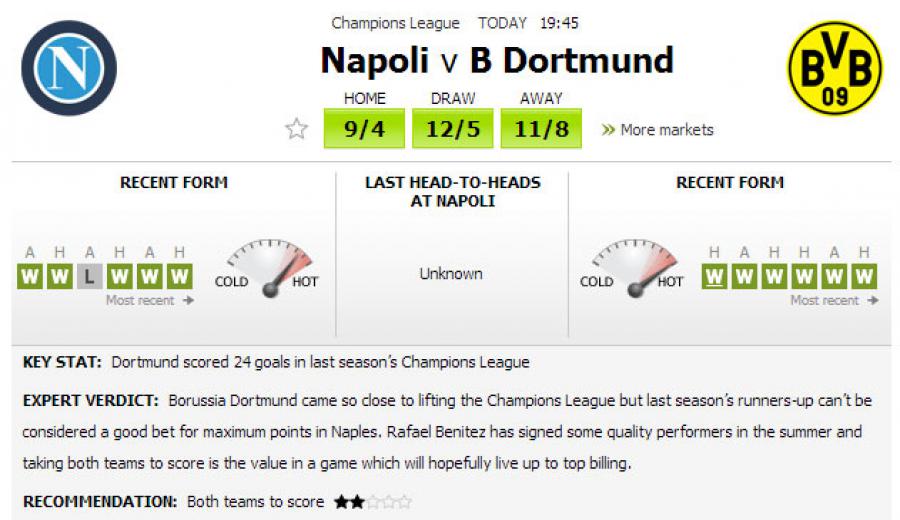 Champions League TODAY 19:45
N
Napoli v B Dortmund
BVB
09
HOME DRAW AWAY
9/4 12/5 11/8 » More markets
RECENT FORM
LAST HEAD-TO-HEADS
AT NAPOLI
RECENT FORM
A H A H A H
W W L W W W
COLD HOT
Most recent
Unknown
H A H H A H
W W W W W W
COLD HOT
Most recent
KEY STAT: Dortmund scored 24 goals in last season's Champions League
EXPERT VERDICT: Borussia Dortmund came so close to lifting the Champions League but last season's runners-up can't be
considered a good bet for maximum points in Naples. Rafael Benitez has signed some quality performers in the summer and
taking both teams to score is the value in a game which will hopefully live up to top billing.
RECOMMENDATION: Both teams to score